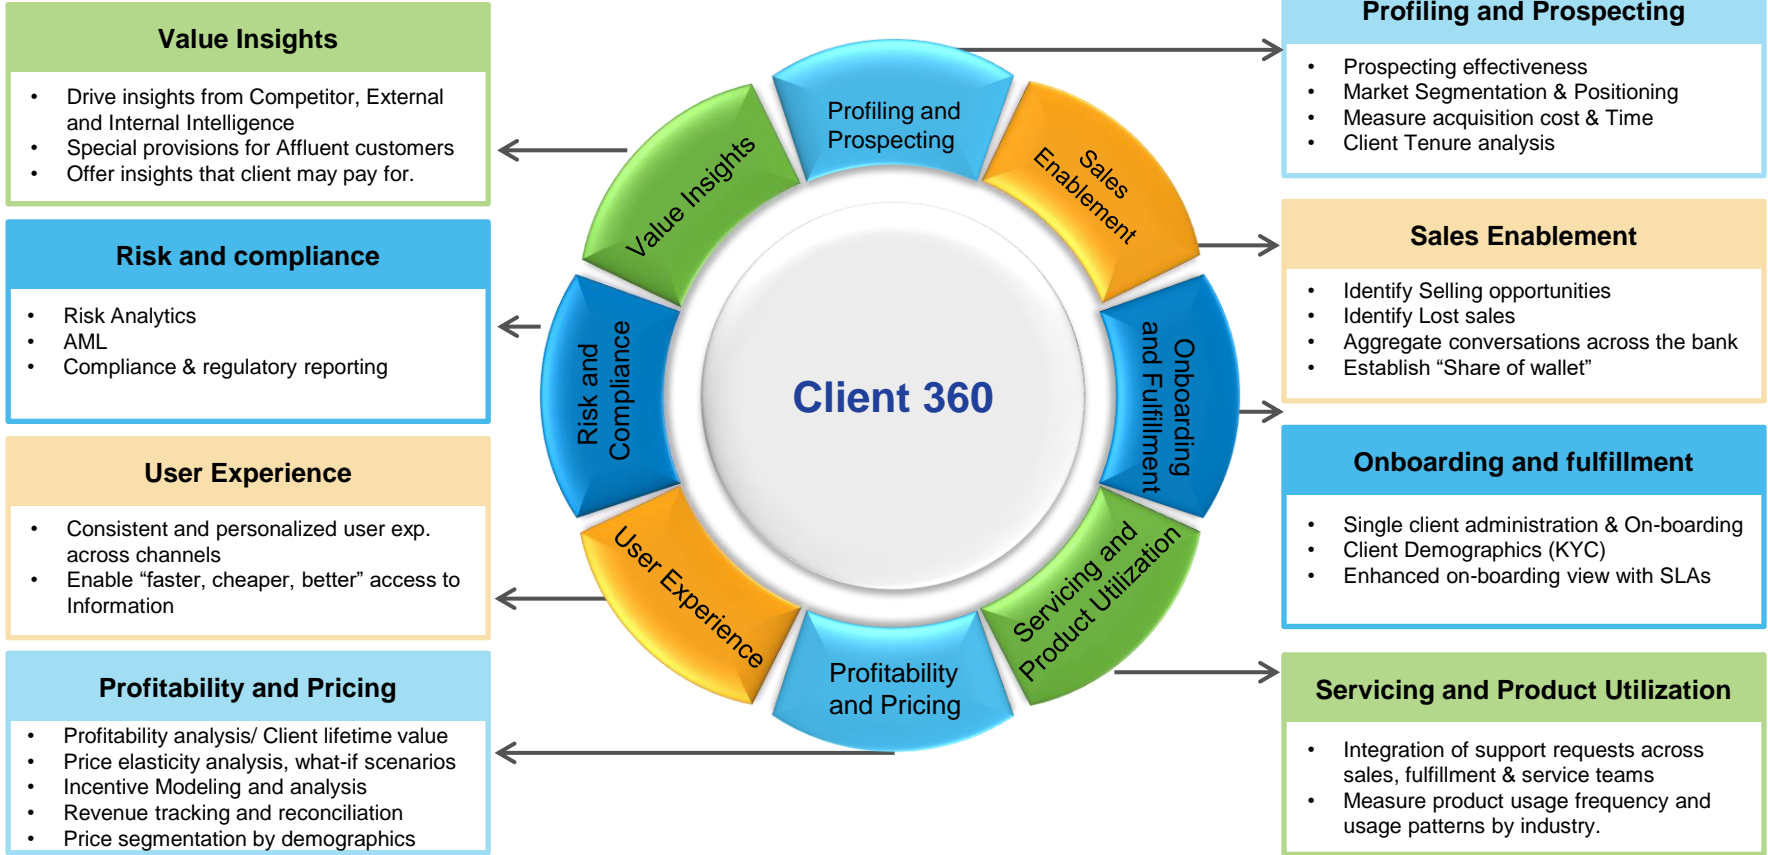 Value Insights
• Drive insights from Competitor, External
and Internal Intelligence
• Special provisions for Affluent customers
• Offer insights that client may pay for.
Risk and compliance
• Risk Analytics
• AML
• Compliance & regulatory reporting
User Experience
• Consistent and personalized user exp.
across channels
• Enable “faster, cheaper, better” access to
Information
Profitability and Pricing
• Profitability analysis/ Client lifetime value
• Price elasticity analysis, what-if scenarios
• Incentive Modeling and analysis
• Revenue tracking and reconciliation
• Price segmentation by demographics
Profiling and
Prospecting
Sales
Enablement
Onboarding
and Fulfillment
Servicing and
Product Utilization
Profitability
and Pricing
User Experience
Risk and
Compliance
Value Insights
Client 360
Profiling and Prospecting
• Prospecting effectiveness
• Market Segmentation & Positioning
• Measure acquisition cost & Time
• Client Tenure analysis
Sales Enablement
• Identify Selling opportunities
• Identify Lost sales
• Aggregate conversations across the bank
• Establish “Share of wallet”
Onboarding and fulfillment
• Single client administration & On-boarding
• Client Demographics (KYC)
• Enhanced on-boarding view with SLAs
Servicing and Product Utilization
• Integration of support requests across
sales, fulfillment & service teams
• Measure product usage frequency and
usage patterns by industry.